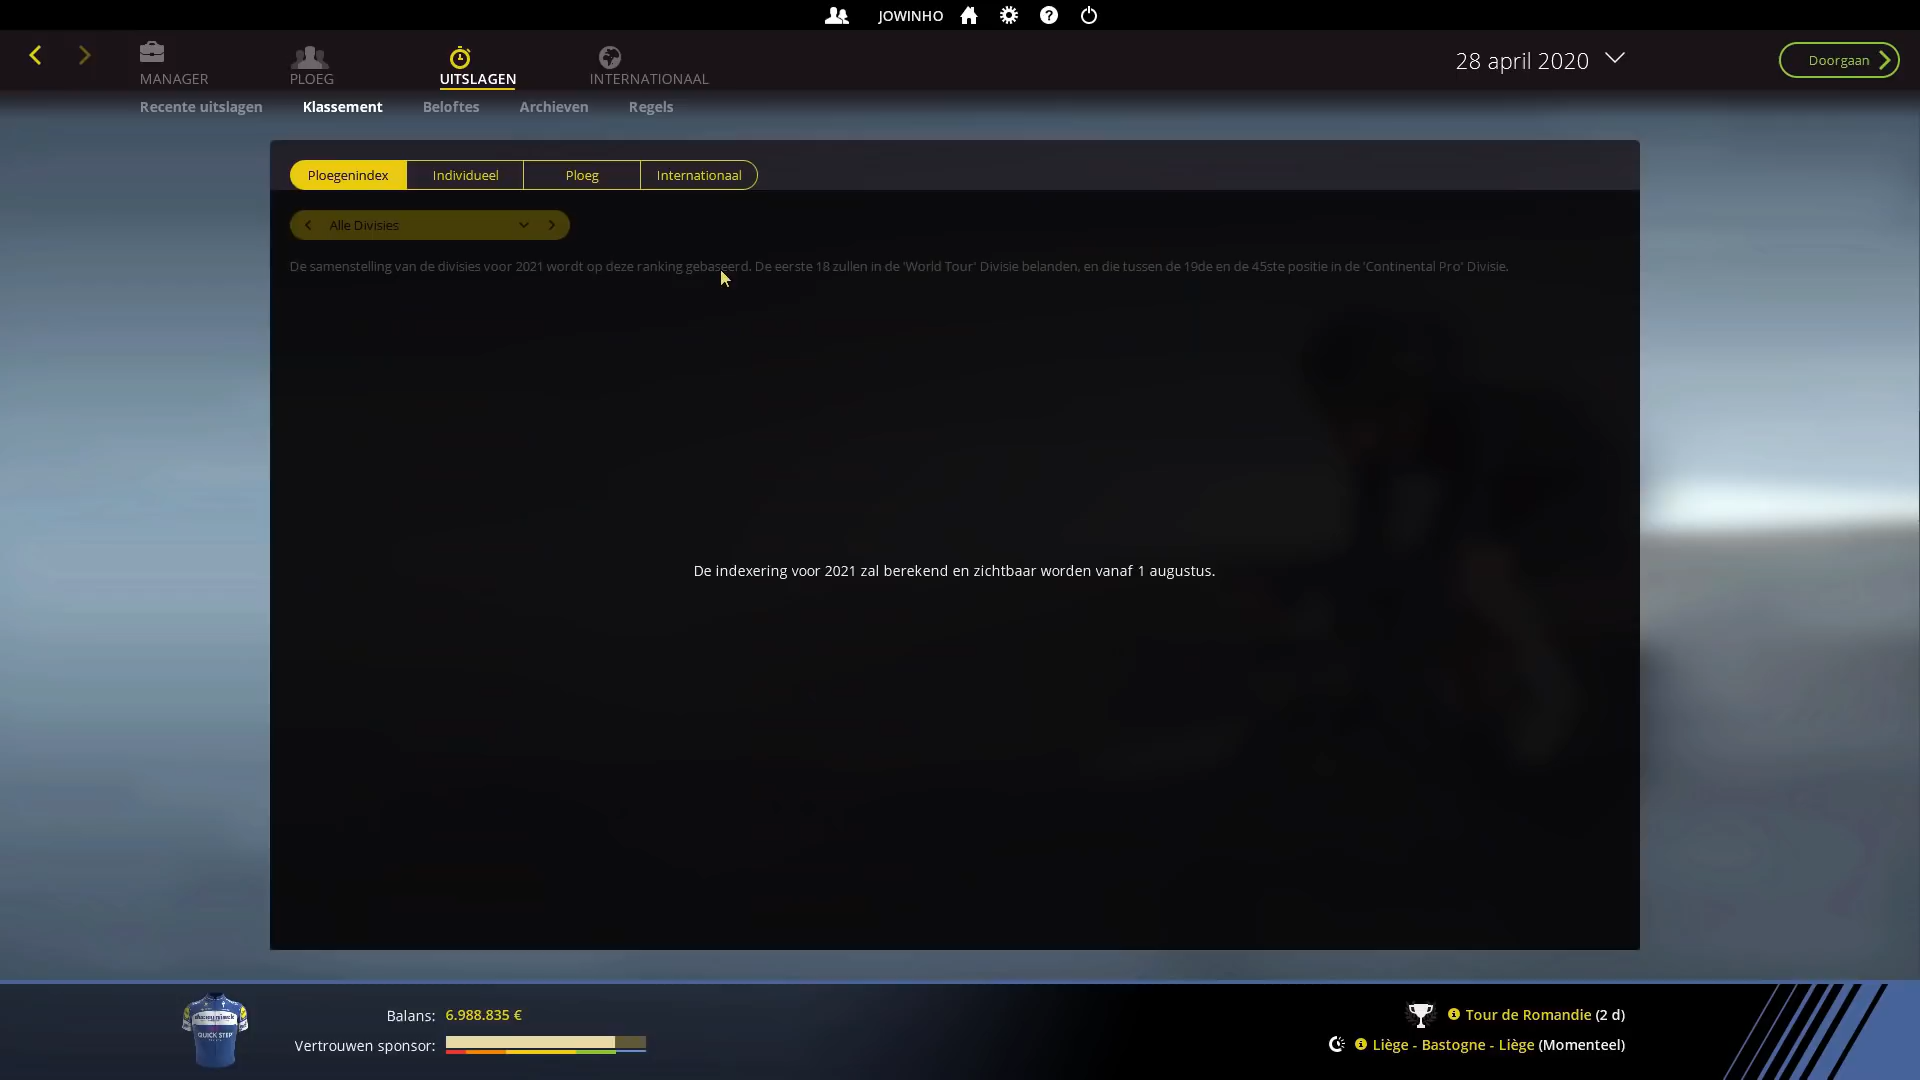 JOWINHO
MANAGER
PLOEG
UITSLAGEN
INTERNATIONAAL
28 april 2020
Doorgaan
Recente uitslagen
Klassement
Beloftes
Archieven
Regels
Ploegenindex
Individueel
Ploeg
Internationaal
Alle Divisies
De samenstelling van de divisies voor 2021 wordt op deze ranking gebaseerd. De eerste 18 zullen in de 'World Tour' Divisie belanden, en die tussen de 19de en de 45ste positie in de 'Continental Pro' Divisie.
De indexering voor 2021 zal berekend en zichtbaar worden vanaf 1 augustus.
QUICK STEP
Balans: 6.988.835 €
Vertrouwen sponsor:
Tour de Romandie (2 d)
Liège - Bastogne - Liège (Momenteel)